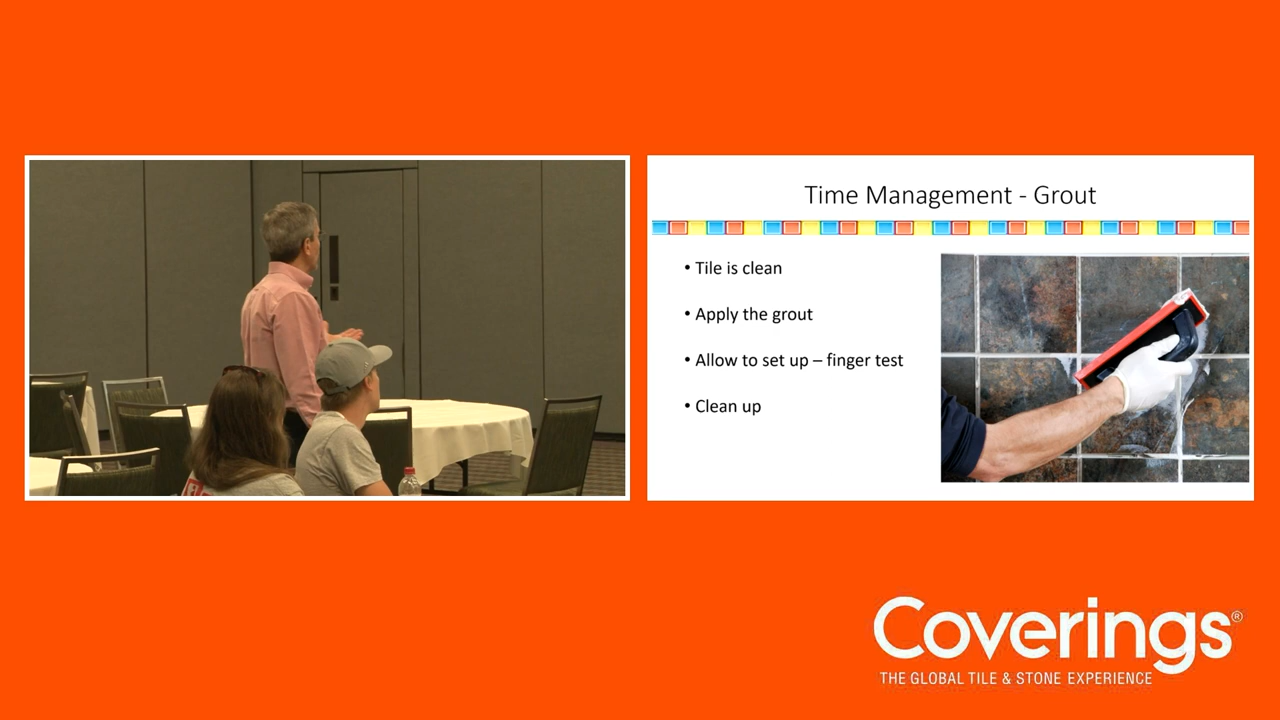 Time Management - Grout
• Tile is clean
• Apply the grout
• Allow to set up – finger test
• Clean up
Coverings®
THE GLOBAL TILE & STONE EXPERIENCE